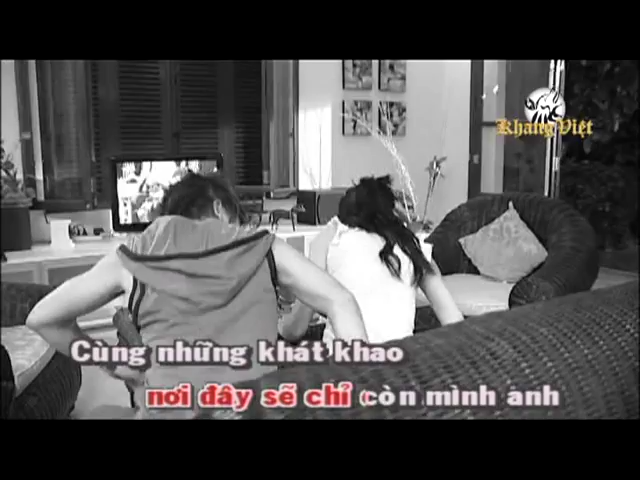 Khang Việt
Cùng những khát khao
nơi đây sẽ chỉ còn mình anh